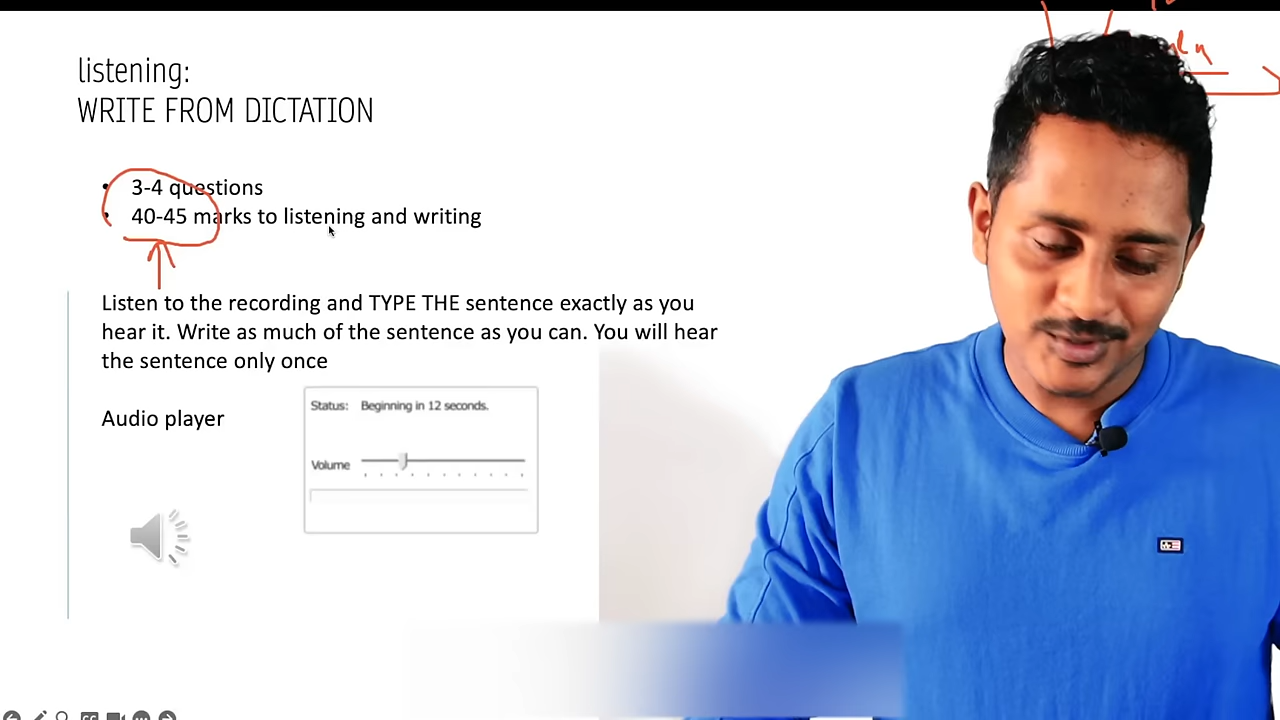 listening:
WRITE FROM DICTATION
• 3-4 questions
• 40-45 marks to listening and writing
Listen to the recording and TYPE THE sentence exactly as you
hear it. Write as much of the sentence as you can. You will hear
the sentence only once
Status: Beginning in 12 seconds.
Audio player
Volume